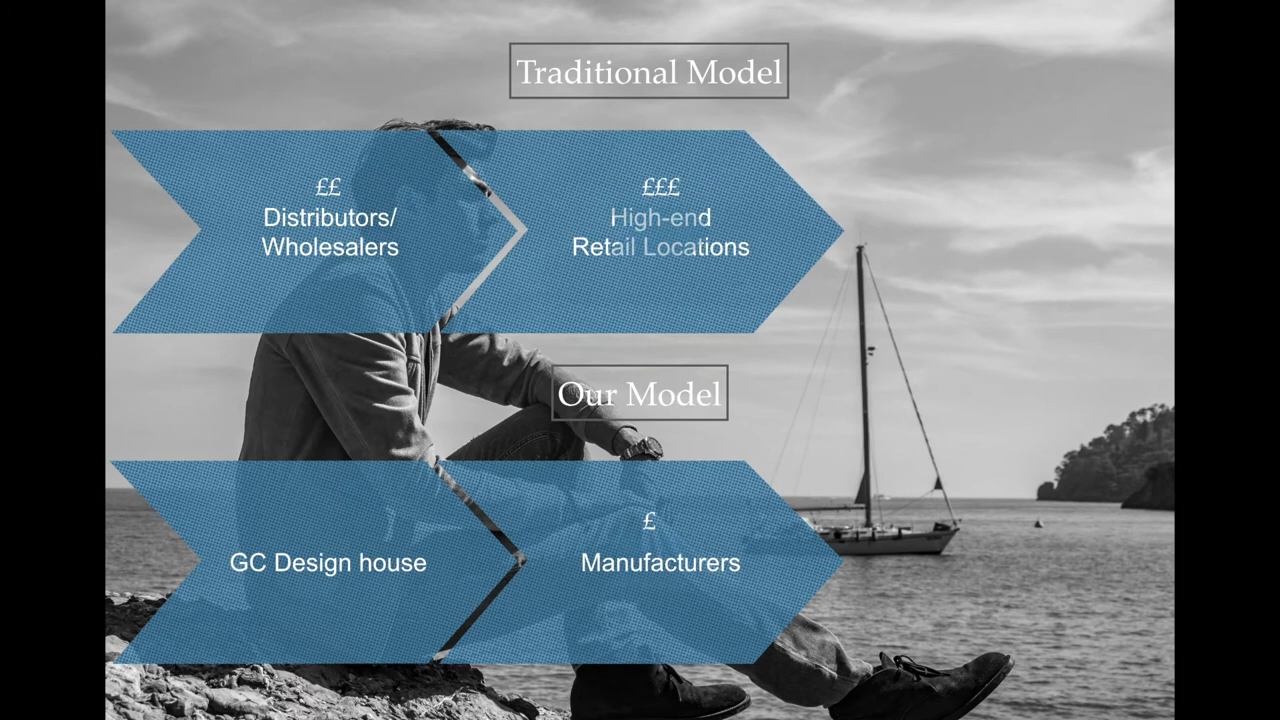 Traditional Model
££
Distributors/
Wholesalers
£££
High-end
Retail Locations
Our Model
GC Design house
£
Manufacturers